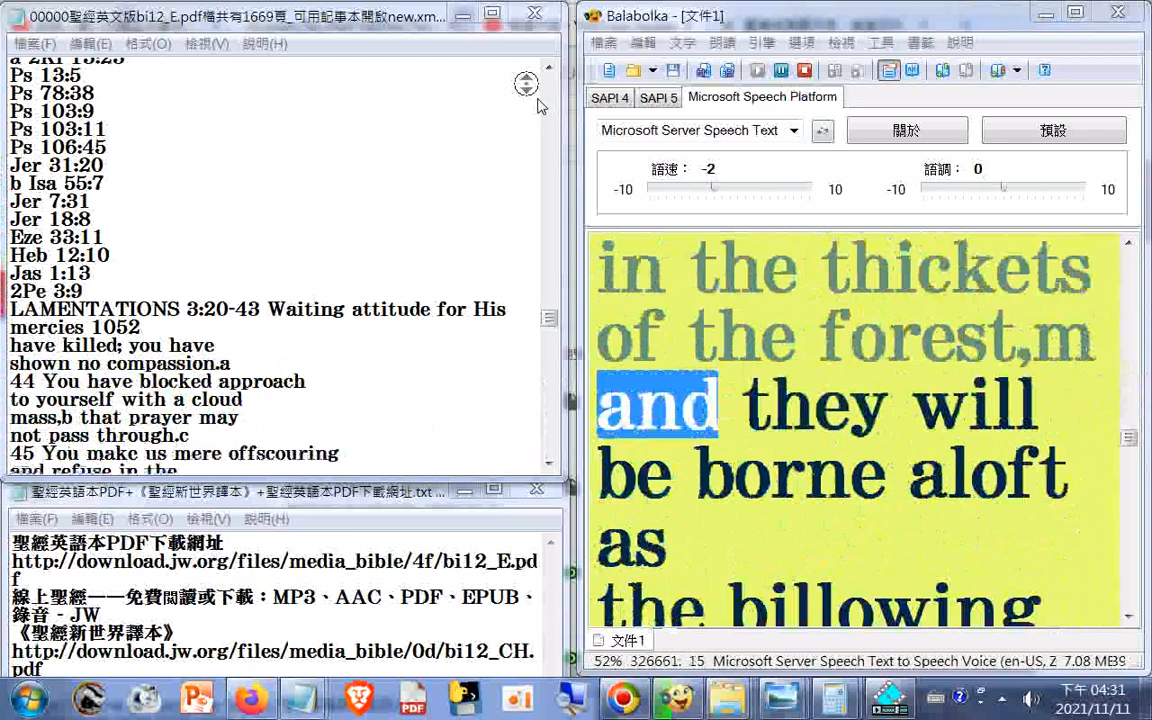 00000聖經英文版bi12_E.pdf檔共有1669頁_可用記事本開啟new.xm...
檔案(F) 編輯(E) 格式(O) 檢視(V) 說明(H)
a 2Ki 13:23
Ps 13:5
Ps 78:38
Ps 103:9
Ps 103:11
Ps 106:45
Jer 31:20
b Isa 55:7
Jer 7:31
Jer 18:8
Eze 33:11
Heb 12:10
Jas 1:13
2Pe 3:9
LAMENTATIONS 3:20-43 Waiting attitude for His
mercies 1052
have killed; you have
shown no compassion.a
44 You have blocked approach
to yourself with a cloud
mass,b that prayer may
not pass through.c
45 You make us mere offscouring
and refuse in the
聖經英語本PDF+《聖經新世界譯本》+聖經英語本PDF下載網址.txt ...
檔案(F) 編輯(E) 格式(O) 檢視(V) 說明(H)
聖經英語本PDF下載網址
http://download.jw.org/files/media_bible/4f/bi12_E.pd
f
線上聖經——免費閱讀或下載：MP3、AAC、PDF、EPUB、
錄音 - JW
《聖經新世界譯本》
http://download.jw.org/files/media_bible/0d/bi12_CH.
pdf
Balabolka - [文件1]
檔案 編輯 文字 朗讀 引擎 選項 檢視 工具 書籤 說明
SAPI 4 SAPI 5 Microsoft Speech Platform
Microsoft Server Speech Text 關於 預設
語速： -2 語調： 0
-10 10 -10 10
in the thickets
of the forest,m
and they will
be borne aloft
as
the billowing
文件1
52% 326661. 15 Microsoft Server Speech Text to Speech Voice (en-US, Z 7.08 MB
PDF
下午 04:31
2021/11/11